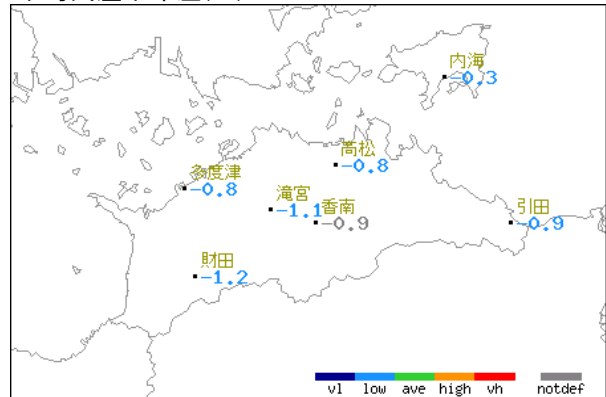 内海
-0.3
高松
-0.8
多度津
-0.8
滝宮
-1.1
香南
-0.9
引田
-0.9
財田
-1.2
vl low ave high vh notdef